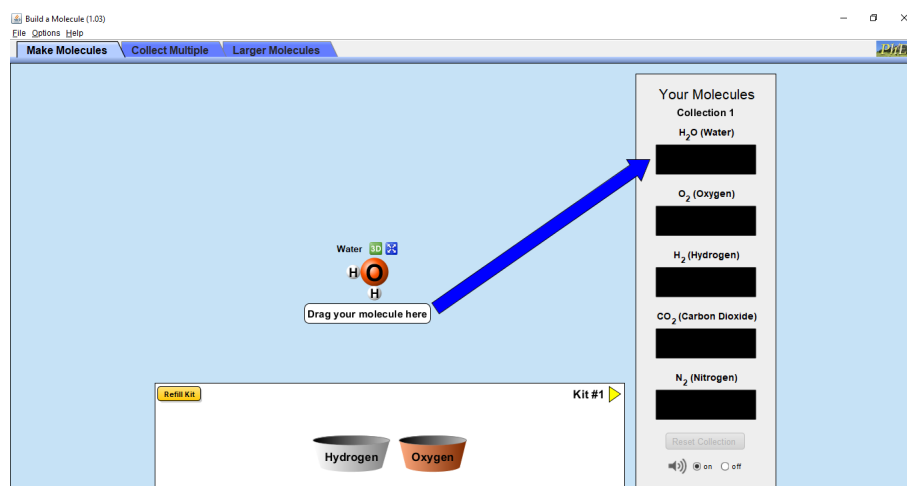 Build a Molecule (1.03)
File Options Help
Make Molecules Collect Multiple Larger Molecules
PhE
Your Molecules
Collection 1
H2O (Water)
O2 (Oxygen)
H2 (Hydrogen)
CO2 (Carbon Dioxide)
N2 (Nitrogen)
Reset Collection
on off
Water 3D
H O
H
Drag your molecule here
Refill Kit
Kit #1
Hydrogen Oxygen